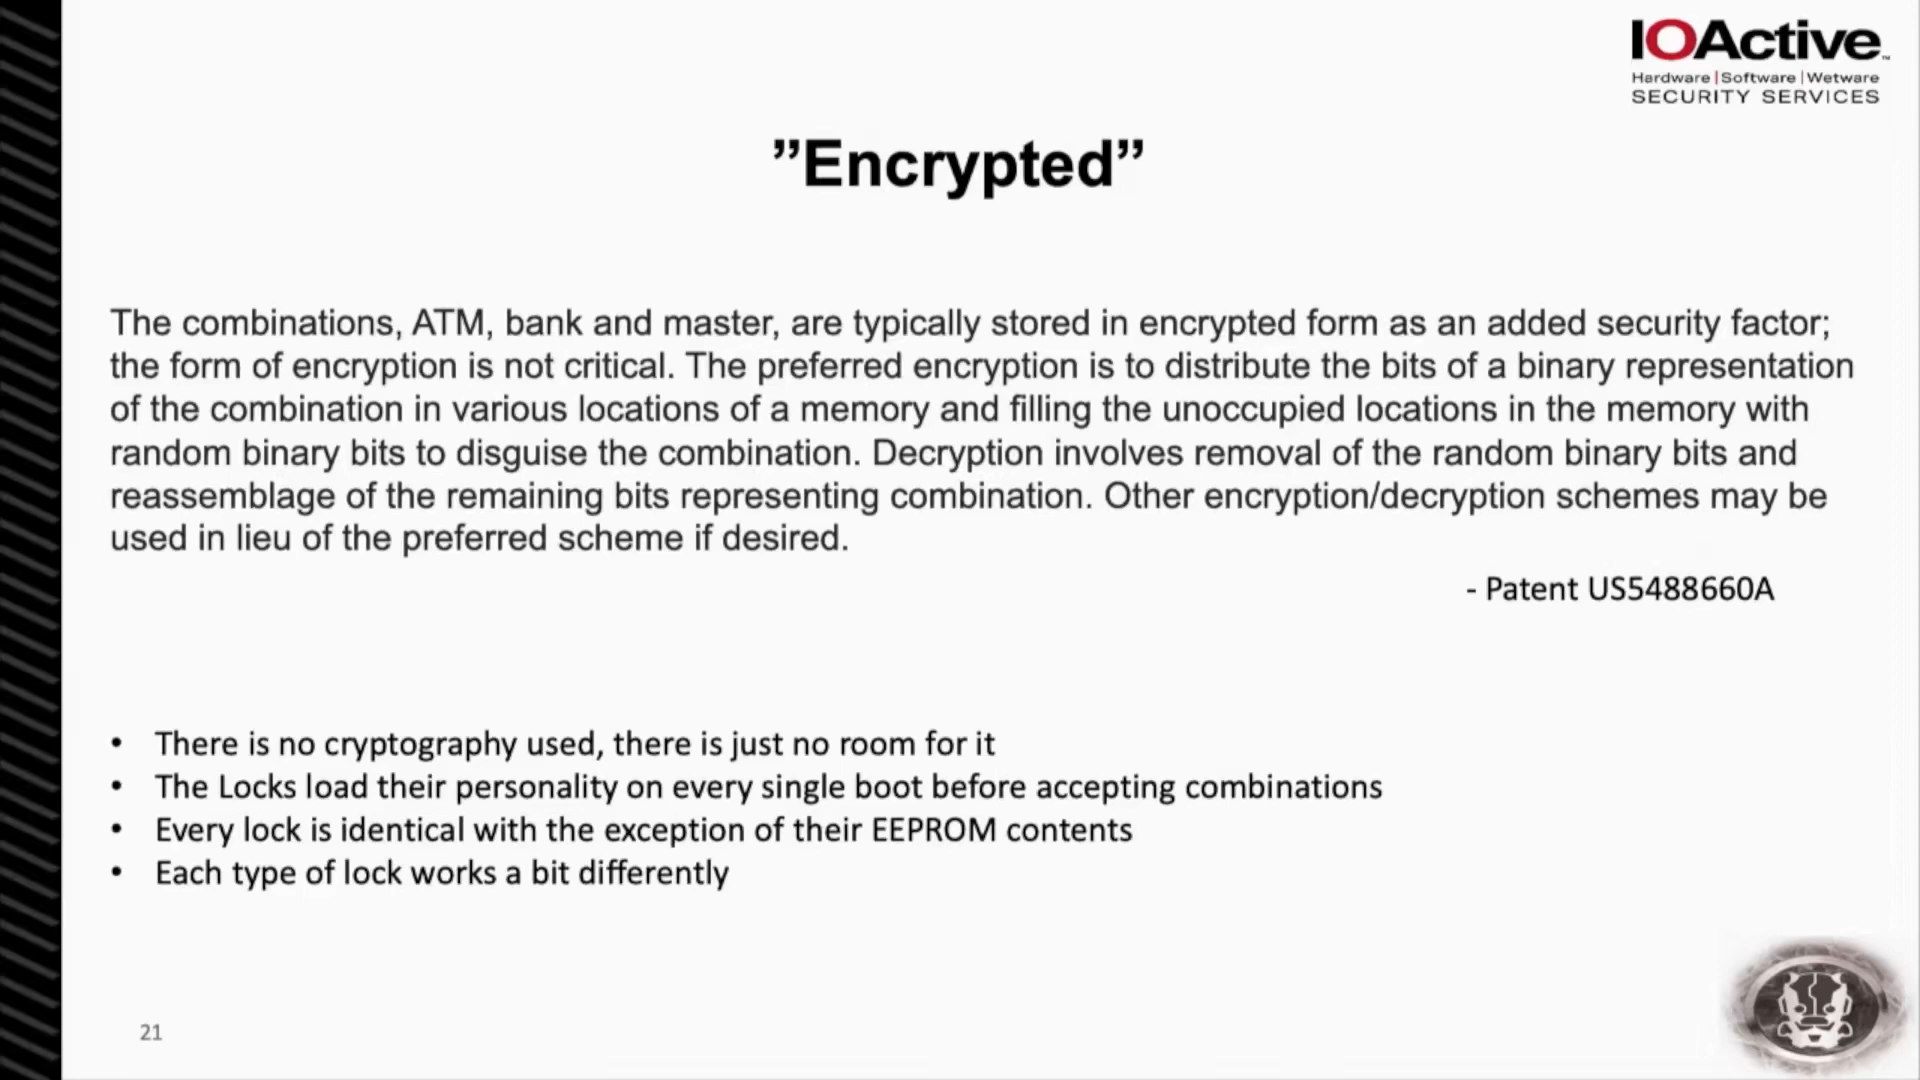 IOActive™
Hardware | Software | Wetware
SECURITY SERVICES
”Encrypted”
The combinations, ATM, bank and master, are typically stored in encrypted form as an added security factor;
the form of encryption is not critical. The preferred encryption is to distribute the bits of a binary representation
of the combination in various locations of a memory and filling the unoccupied locations in the memory with
random binary bits to disguise the combination. Decryption involves removal of the random binary bits and
reassemblage of the remaining bits representing combination. Other encryption/decryption schemes may be
used in lieu of the preferred scheme if desired.
- Patent US5488660A
• There is no cryptography used, there is just no room for it
• The Locks load their personality on every single boot before accepting combinations
• Every lock is identical with the exception of their EEPROM contents
• Each type of lock works a bit differently
21